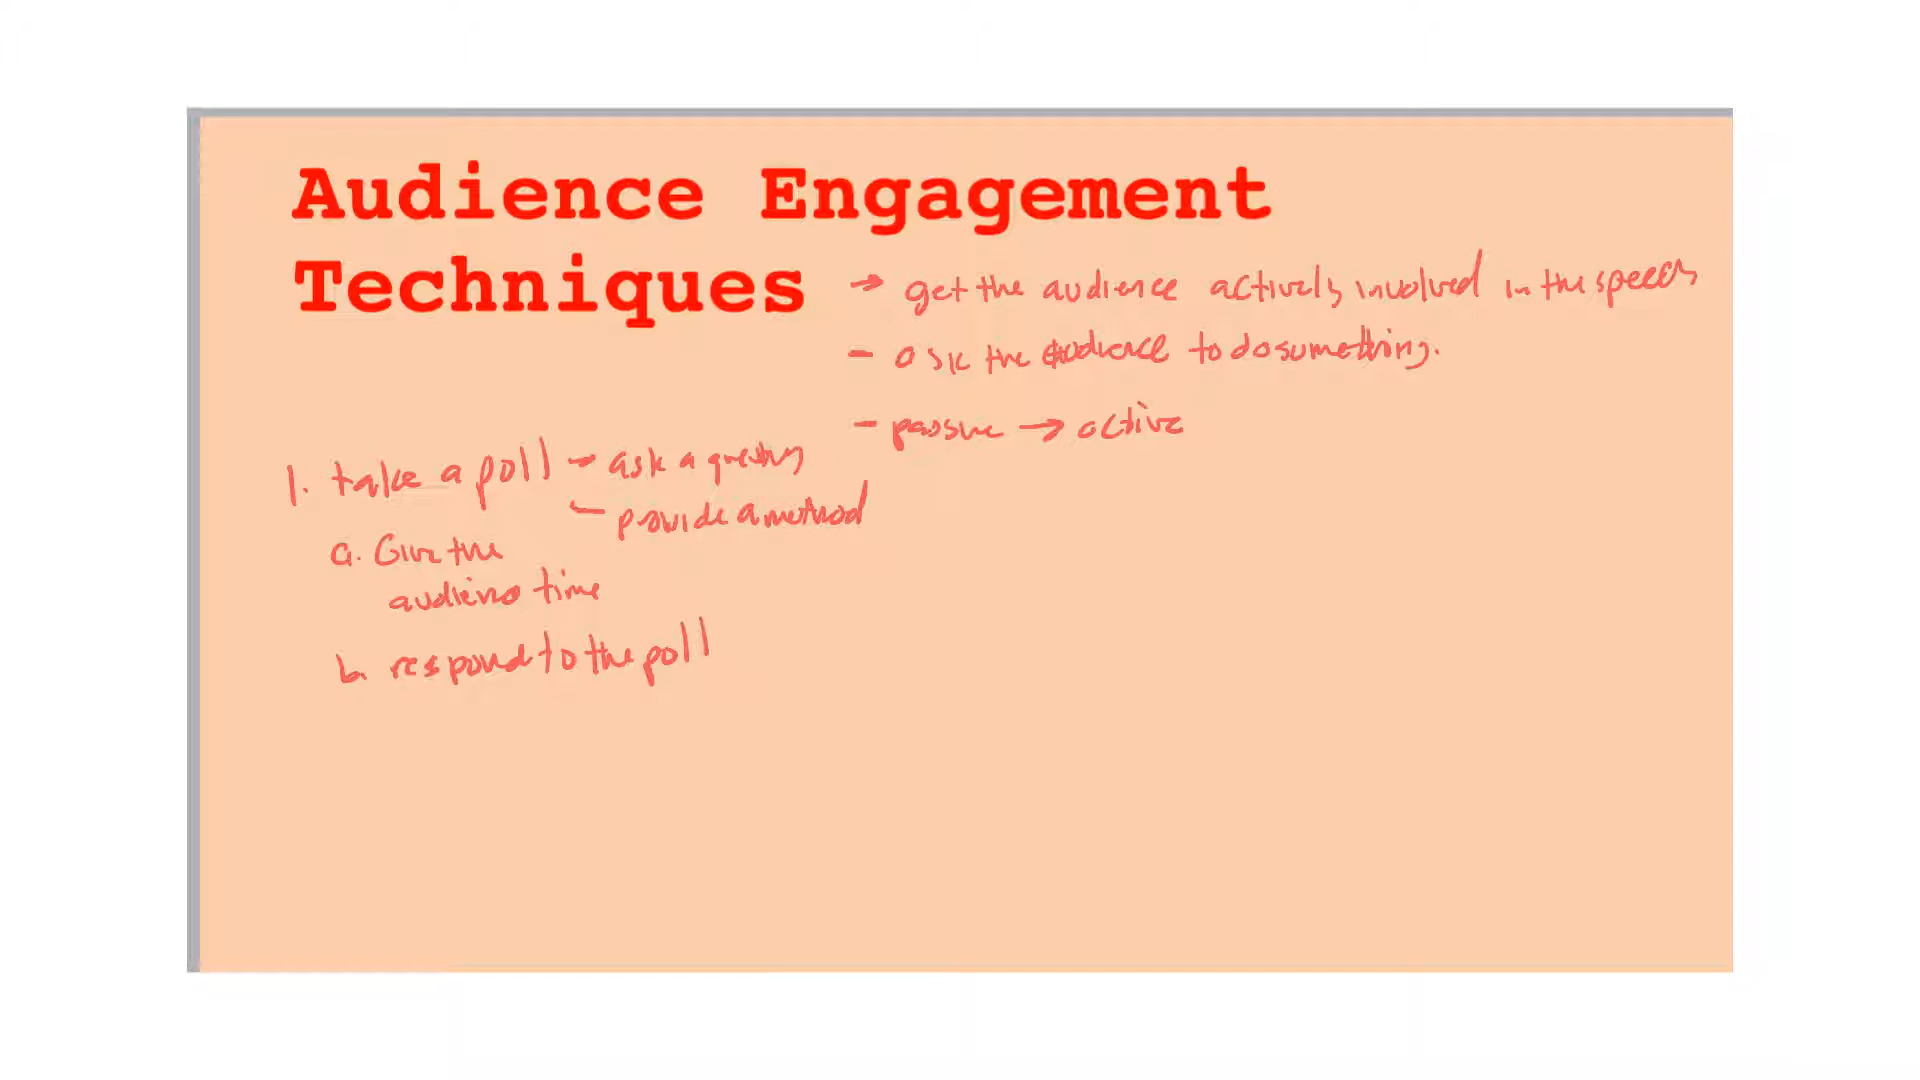 Audience Engagement
Techniques → get the audience actively involved in the speech
- ask the audience to do something.
- passive → active
1. take a poll - ask a question
- provide a method
a. Give the
audience time
b. respond to the poll